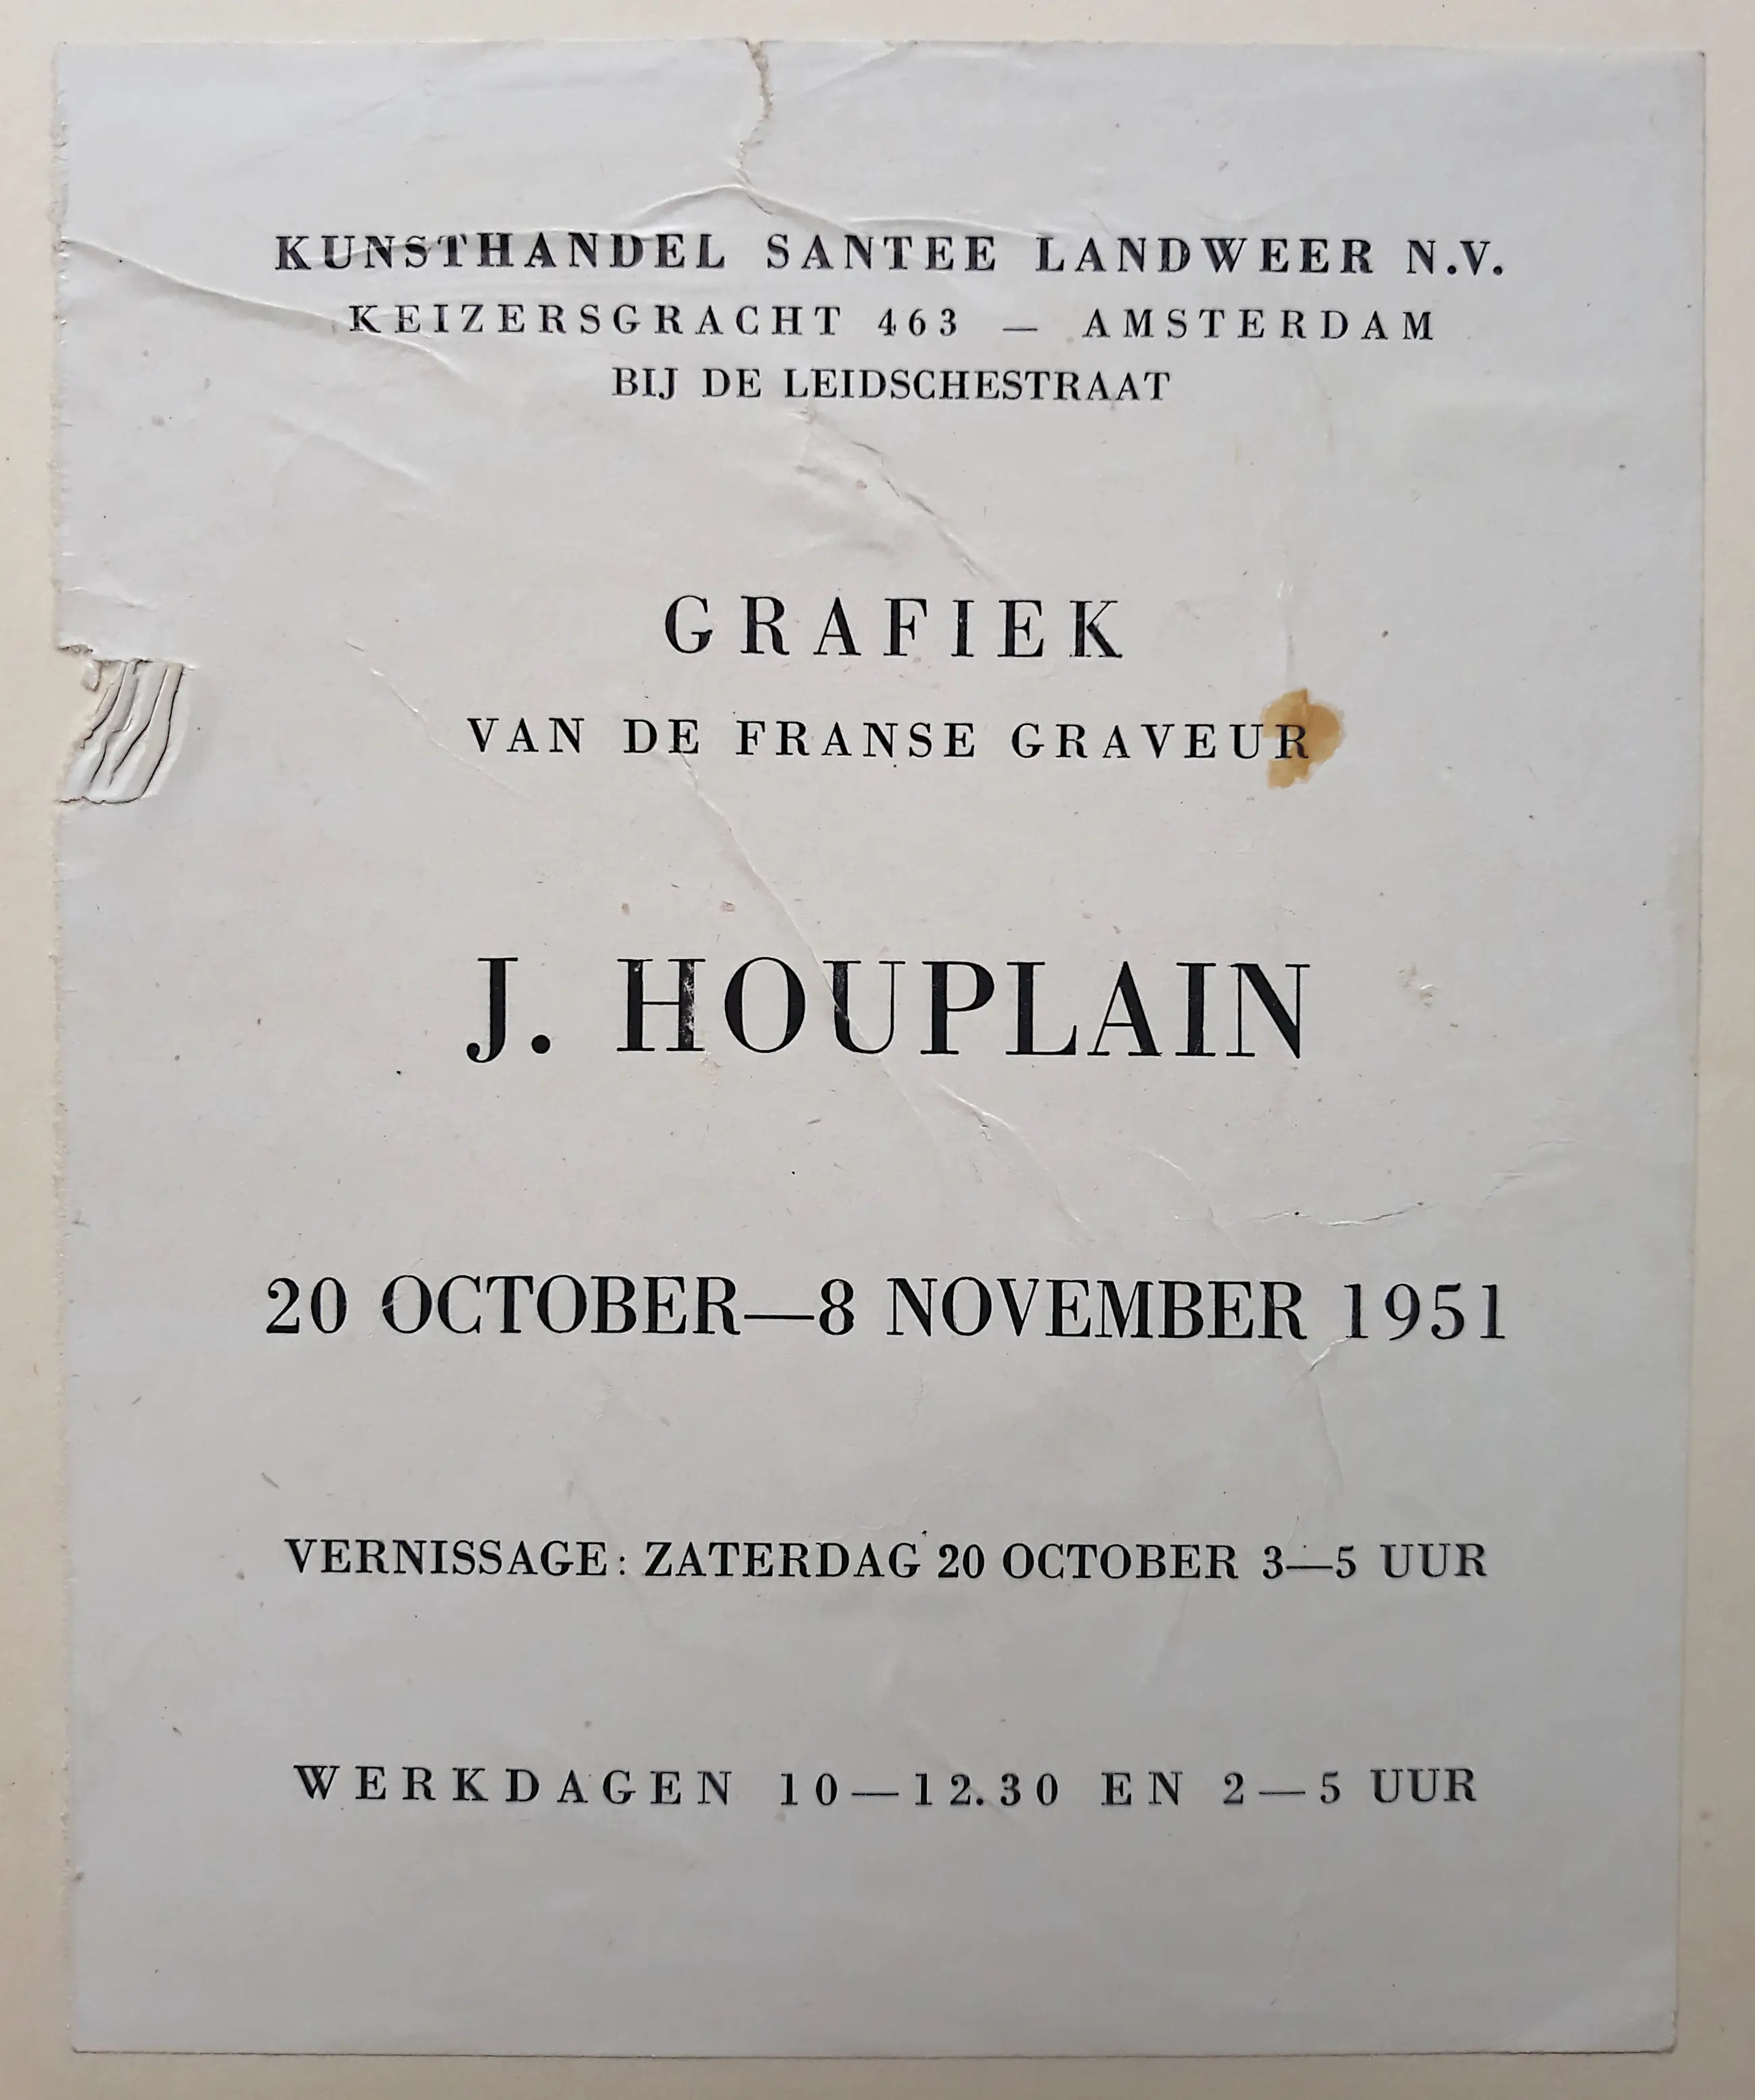 KUNSTHANDEL SANTEE LANDWEER N.V.
KEIZERSGRACHT 463 — AMSTERDAM
BIJ DE LEIDSCHESTRAAT
GRAFIEK
VAN DE FRANSE GRAVEUR
J. HOUPLAIN
20 OCTOBER—8 NOVEMBER 1951
VERNISSAGE: ZATERDAG 20 OCTOBER 3—5 UUR
WERKDAGEN 10—12.30 EN 2—5 UUR